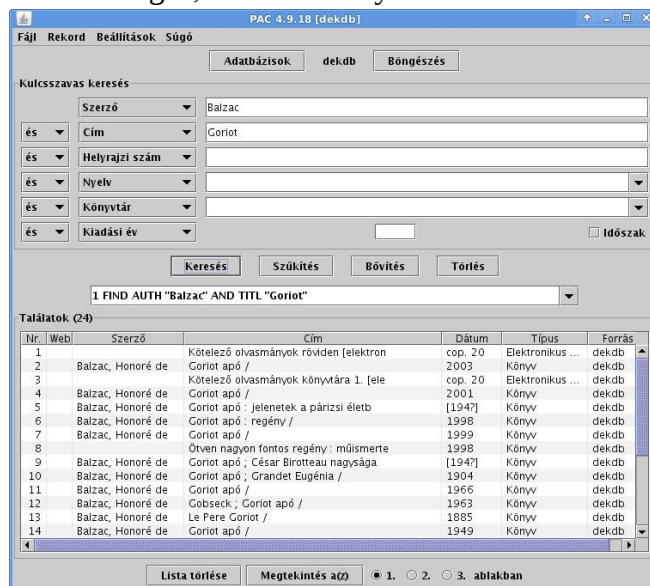 PAC 4.9.18 [dekdb]
Fájl Rekord Beállítások Súgó
Adatbázisok dekdb Böngészés
Kulcsszavas keresés
Szerző Balzac
és Cím Goriot
és Helyrajzi szám
és Nyelv
és Könyvtár
és Kiadási év Időszak
Keresés Szűkítés Bővítés Törlés
1 FIND AUTH "Balzac" AND TITL "Goriot"
Találatok (24)
Nr. Web Szerző Cím Dátum Típus Forrás
1 Kötelező olvasmányok röviden [elektron cop. 20 Elektronikus ... dekdb
2 Balzac, Honoré de Goriot apó / 2003 Könyv dekdb
3 Kötelező olvasmányok könyvtára 1. [ele cop. 20 Elektronikus ... dekdb
4 Balzac, Honoré de Goriot apó / 2001 Könyv dekdb
5 Balzac, Honoré de Goriot apó : jelenetek a párizsi életb [194?] Könyv dekdb
6 Balzac, Honoré de Goriot apó : regény / 1998 Könyv dekdb
7 Balzac, Honoré de Goriot apó / 1999 Könyv dekdb
8 Ötven nagyon fontos regény : műismerte 1998 Könyv dekdb
9 Balzac, Honoré de Goriot apó ; César Birotteau nagysága [194?] Könyv dekdb
10 Balzac, Honoré de Goriot apó ; Grandet Eugénia / 1904 Könyv dekdb
11 Balzac, Honoré de Goriot apó / 1966 Könyv dekdb
12 Balzac, Honoré de Gobseck ; Goriot apó / 1963 Könyv dekdb
13 Balzac, Honoré de Le Pere Goriot / 1885 Könyv dekdb
14 Balzac, Honoré de Goriot apó / 1949 Könyv dekdb
Lista törlése Megtekintés a(z) 1. 2. 3. ablakban